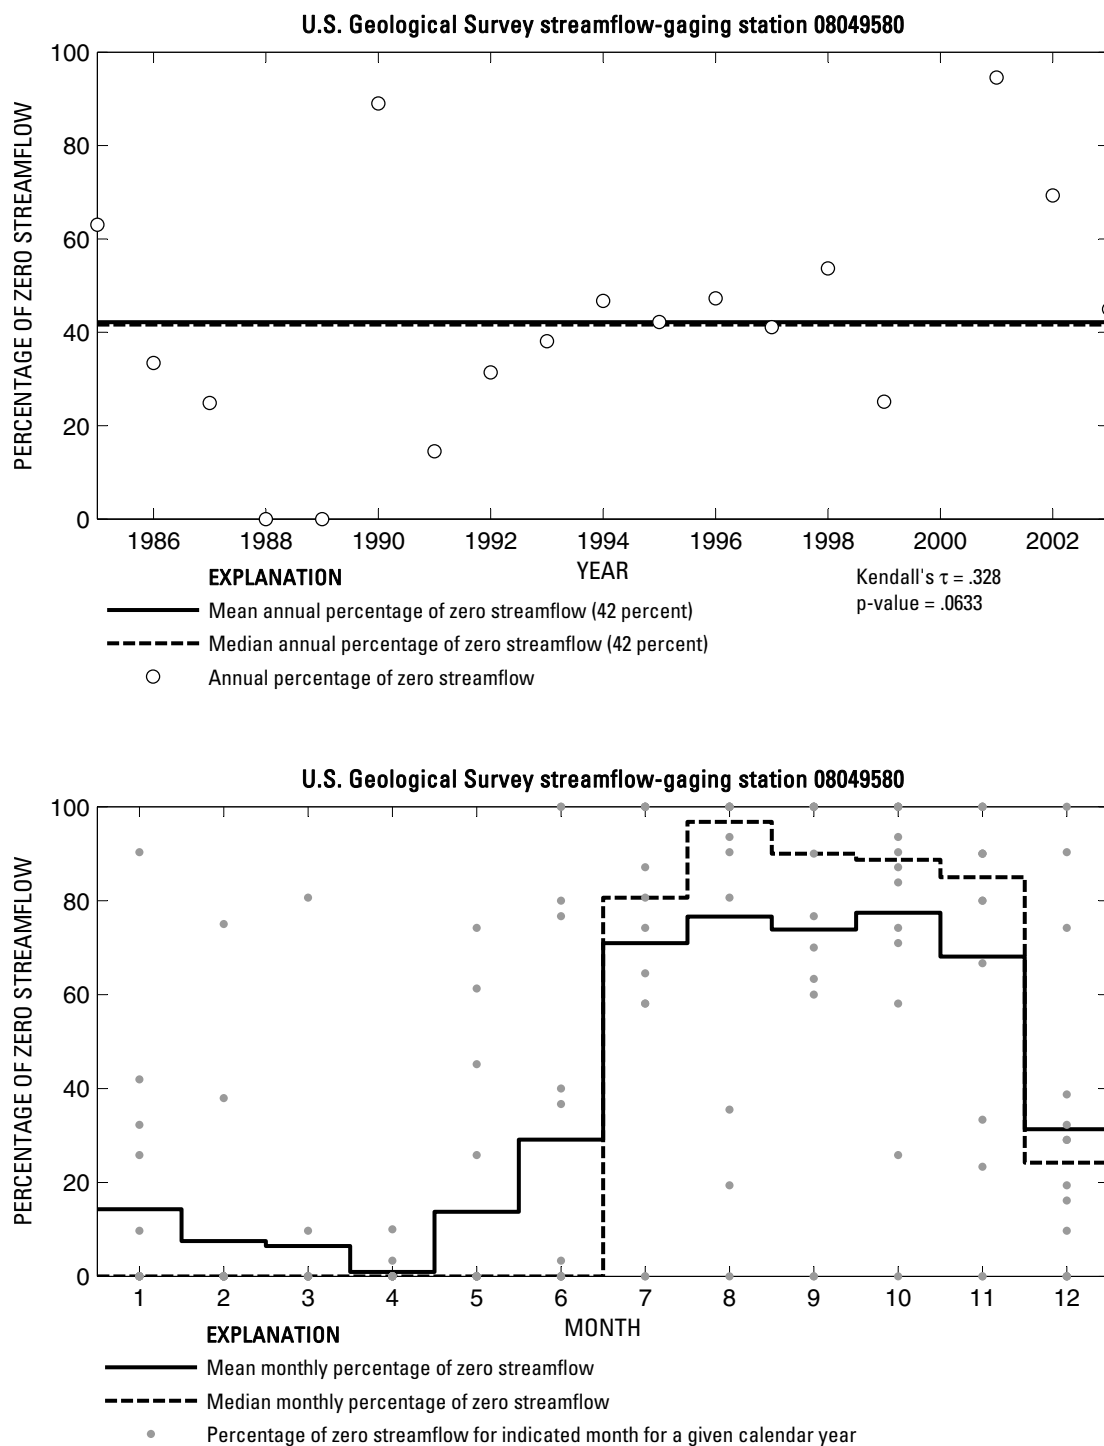 U.S. Geological Survey streamflow-gaging station 08049580
PERCENTAGE OF ZERO STREAMFLOW
100
80
60
40
20
0
1986 1988 1990 1992 1994 1996 1998 2000 2002
YEAR
Kendall's τ = .328
p-value = .0633
EXPLANATION
Mean annual percentage of zero streamflow (42 percent)
Median annual percentage of zero streamflow (42 percent)
Annual percentage of zero streamflow
U.S. Geological Survey streamflow-gaging station 08049580
PERCENTAGE OF ZERO STREAMFLOW
100
80
60
40
20
0
1 2 3 4 5 6 7 8 9 10 11 12
MONTH
EXPLANATION
Mean monthly percentage of zero streamflow
Median monthly percentage of zero streamflow
Percentage of zero streamflow for indicated month for a given calendar year